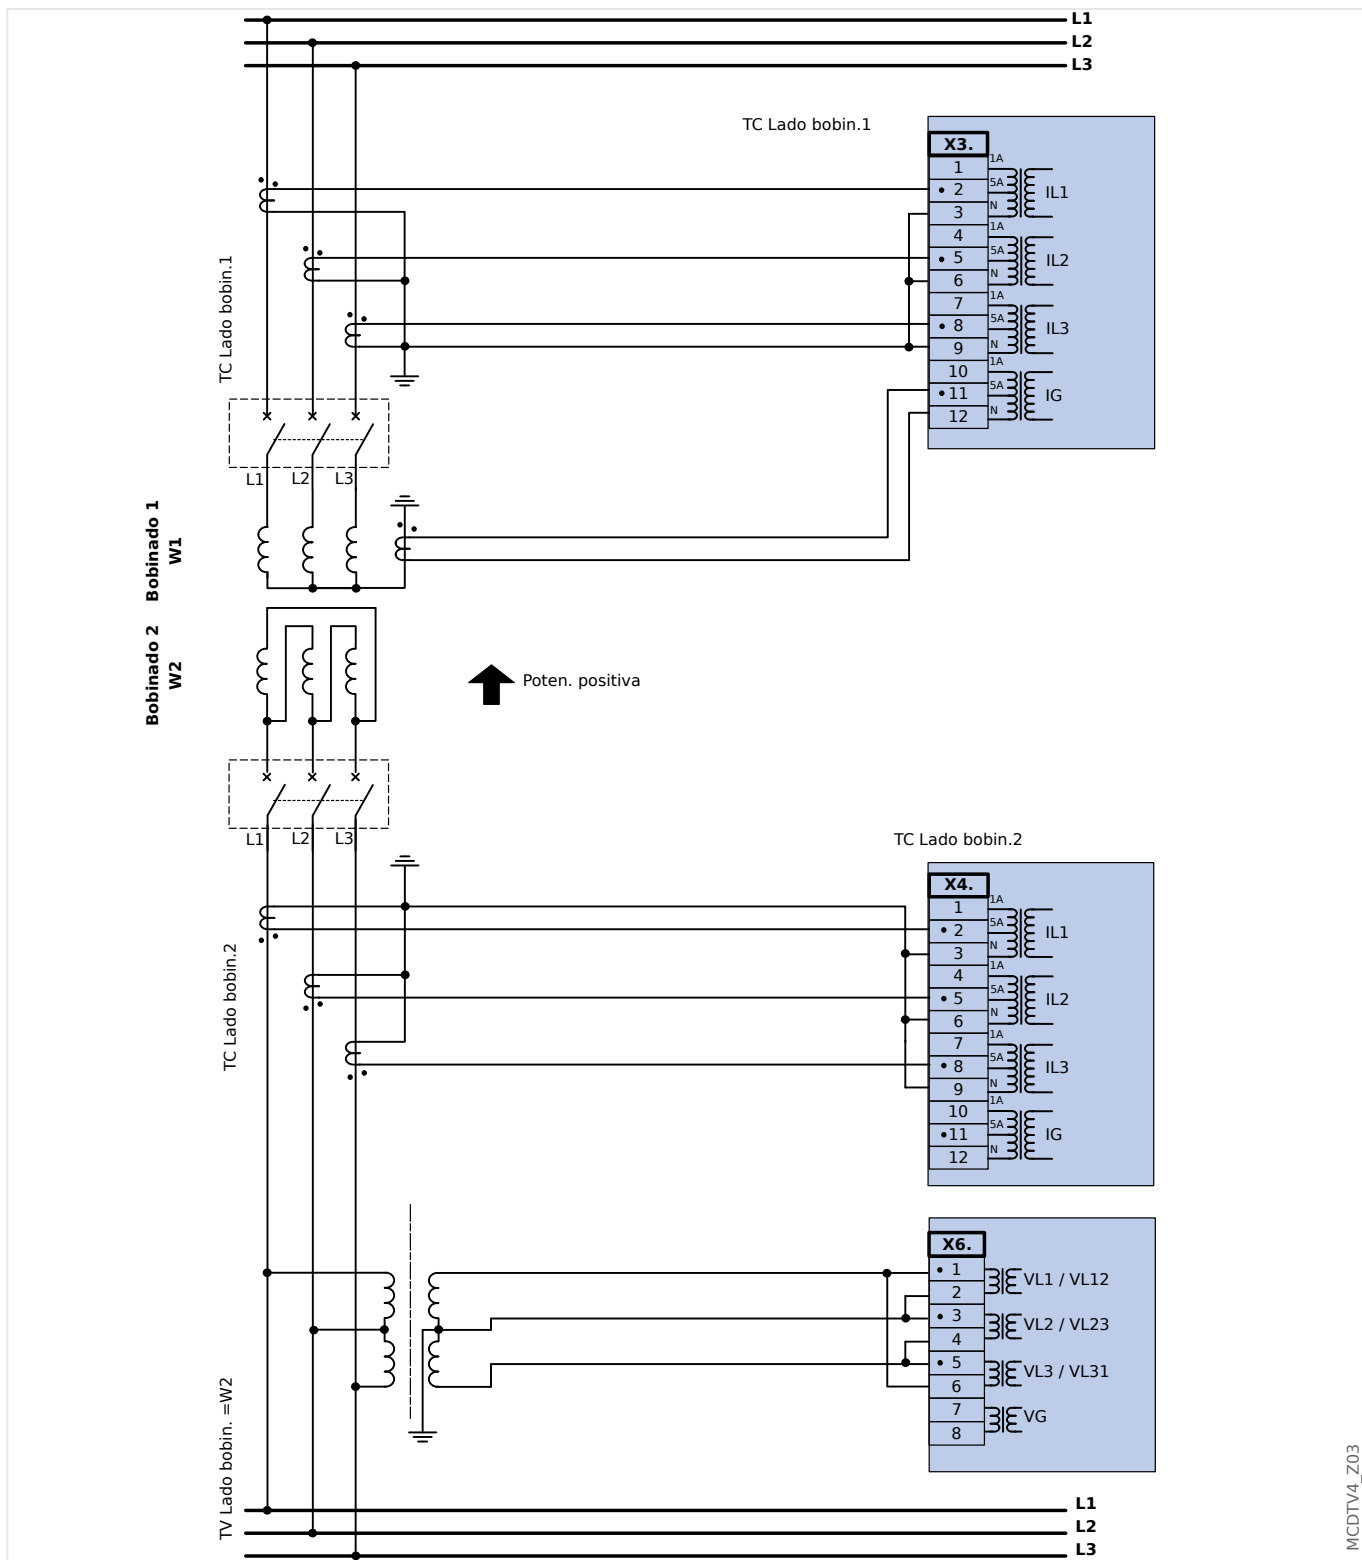 L1
L2
L3
TC Lado bobin.1
X3.
1
2
3
4
5
6
7
8
9
10
11
12
1A
5A
N
IL1
1A
5A
N
IL2
1A
5A
N
IL3
1A
5A
N
IG
TC Lado bobin.1
L1
L2
L3
Bobinado 1
W1
Bobinado 2
W2
Poten. positiva
L1
L2
L3
TC Lado bobin.2
X4.
1
2
3
4
5
6
7
8
9
10
11
12
1A
5A
N
IL1
1A
5A
N
IL2
1A
5A
N
IL3
1A
5A
N
IG
TC Lado bobin.2
X6.
1
2
3
4
5
6
7
8
VL1 / VL12
VL2 / VL23
VL3 / VL31
VG
TV Lado bobin. =W2
L1
L2
L3
MCDTV4_Z03